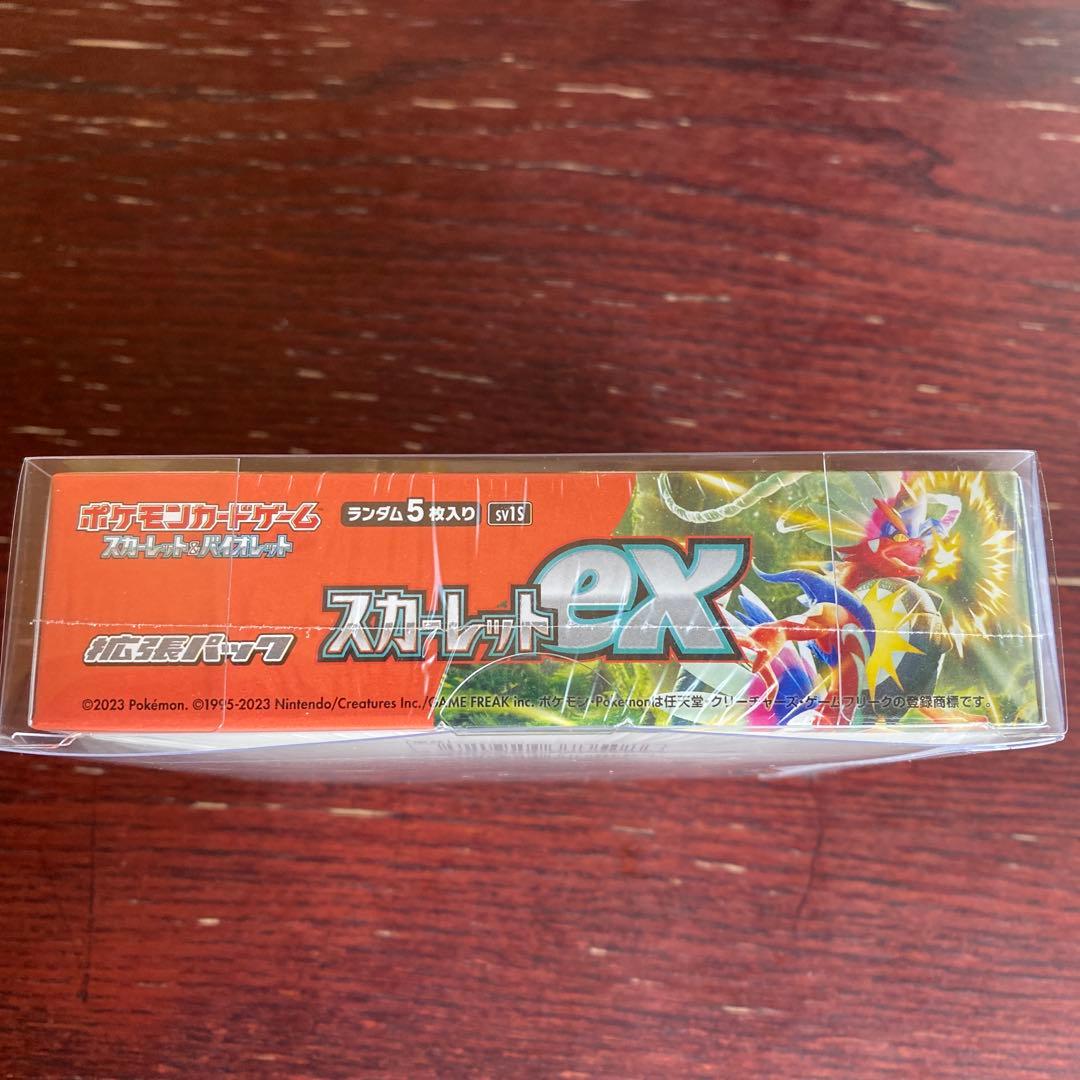 ポケモンカードゲーム
スカーレット&バイオレット
ランダム5枚入り sv1S
拡張パック
スカーレットex
©2023 Pokémon. ©1995-2023 Nintendo/Creatures Inc./GAME FREAK inc. ポケモン・Pokémonは任天堂・クリーチャーズ・ゲームフリークの登録商標です。